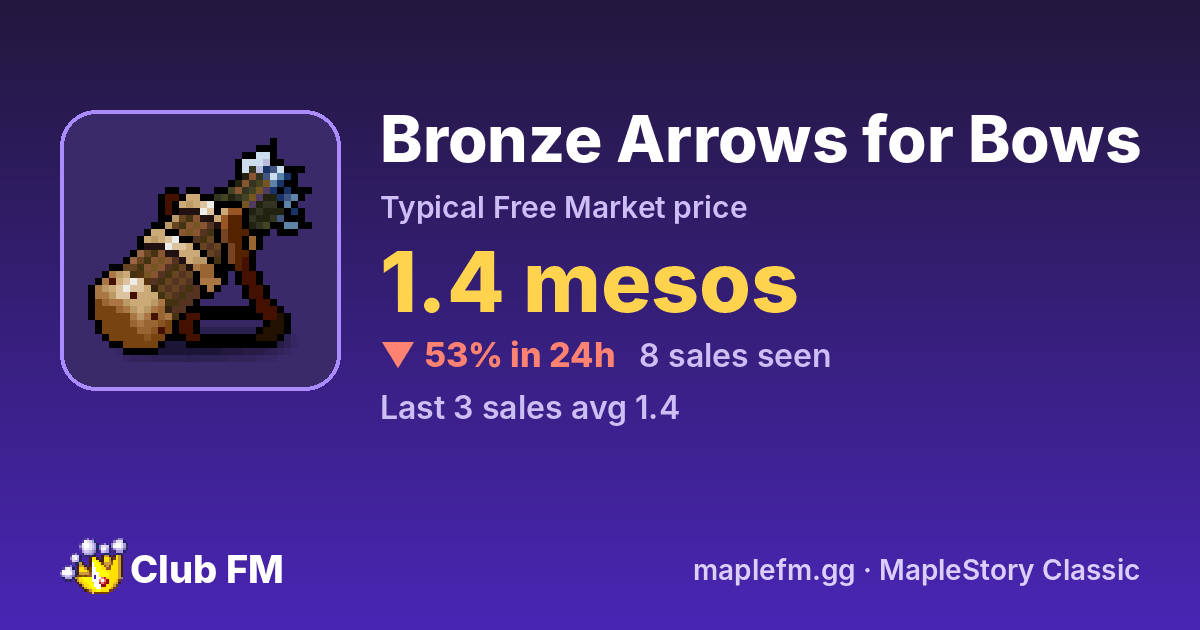 Bronze Arrows for Bows
Typical Free Market price
1.4 mesos
▼ 53% in 24h 8 sales seen
Last 3 sales avg 1.4
Club FM
maplefm.gg · MapleStory Classic